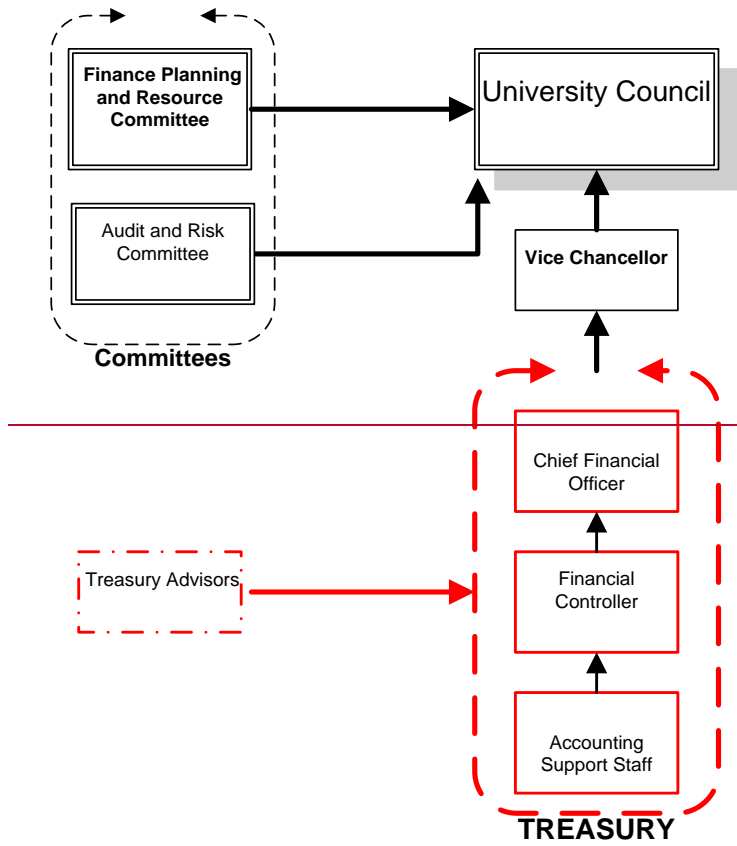 Finance Planning
and Resource
Committee
University Council
Audit and Risk
Committee
Vice Chancellor
Committees
Chief Financial
Officer
Treasury Advisors
Financial
Controller
Accounting
Support Staff
TREASURY